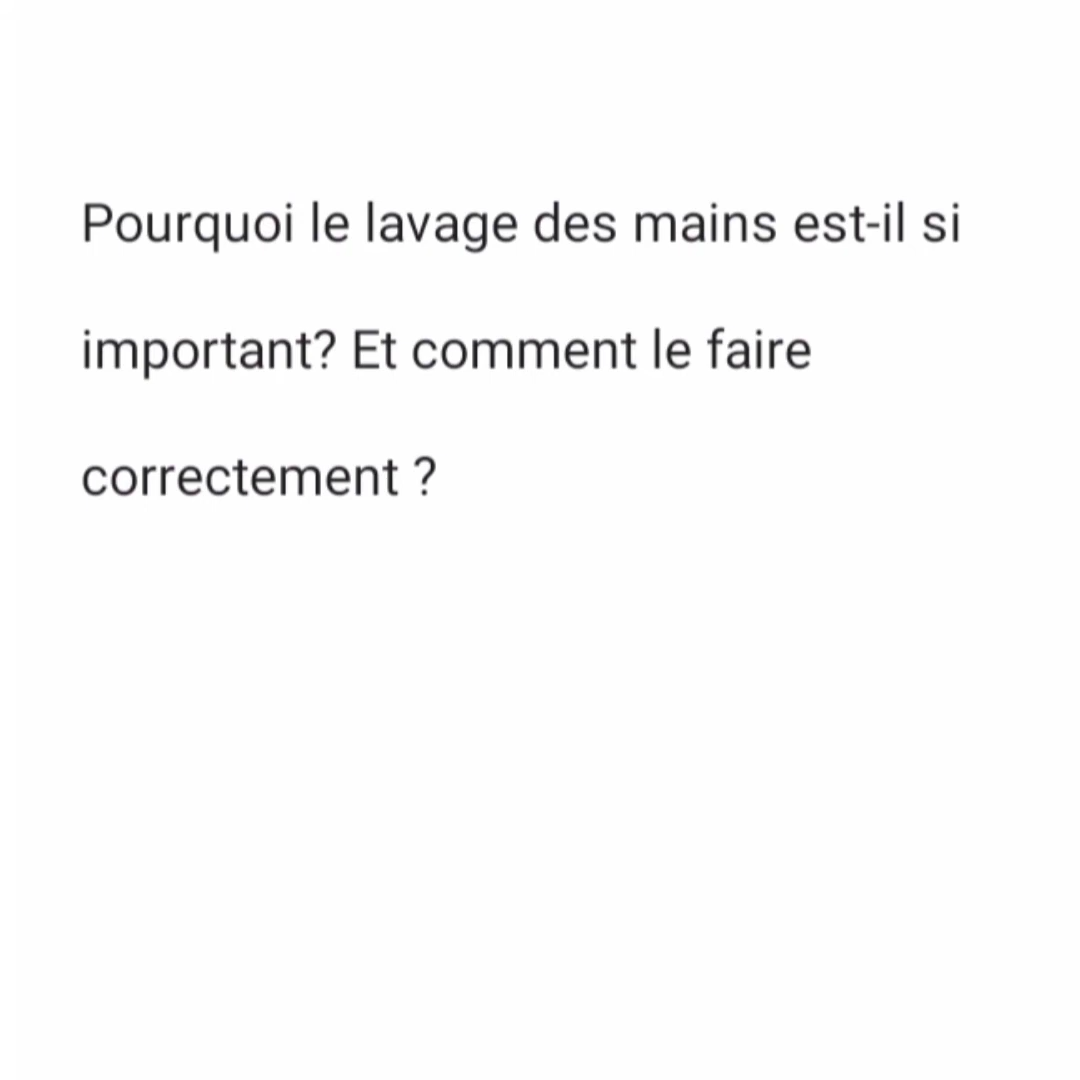 Pourquoi le lavage des mains est-il si
important? Et comment le faire
correctement ?